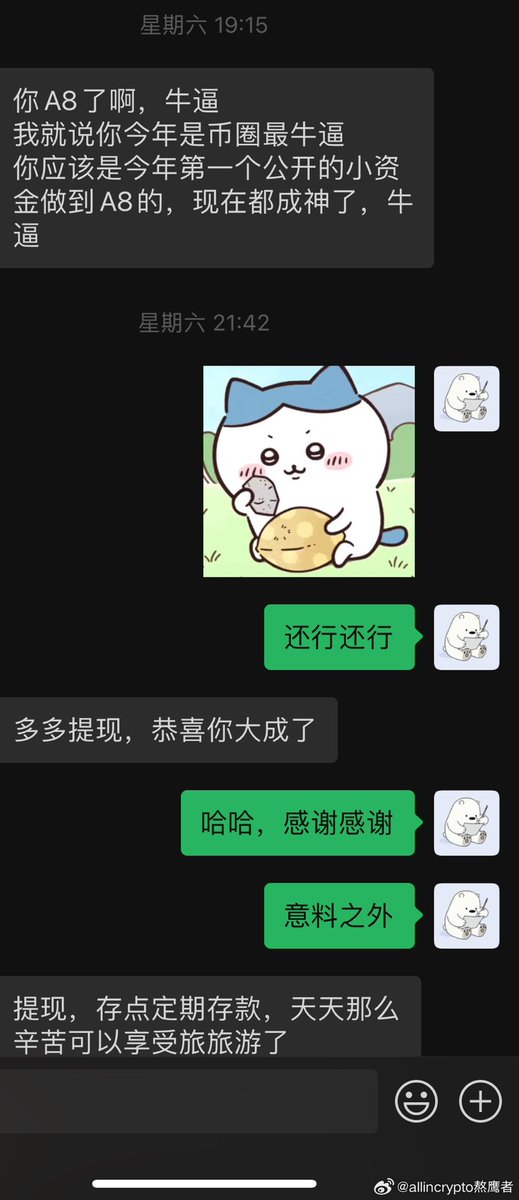 星期六 19:15
你A8了啊，牛逼
我就说你今年是币圈最牛逼
你应该是今年第一个公开的小资
金做到A8的，现在都成神了，牛
逼
星期六 21:42
还行还行
多多提现，恭喜你大成了
哈哈，感谢感谢
意料之外
提现，存点定期存款，天天那么
辛苦可以享受旅旅游了
@allincrypto熬鹰者